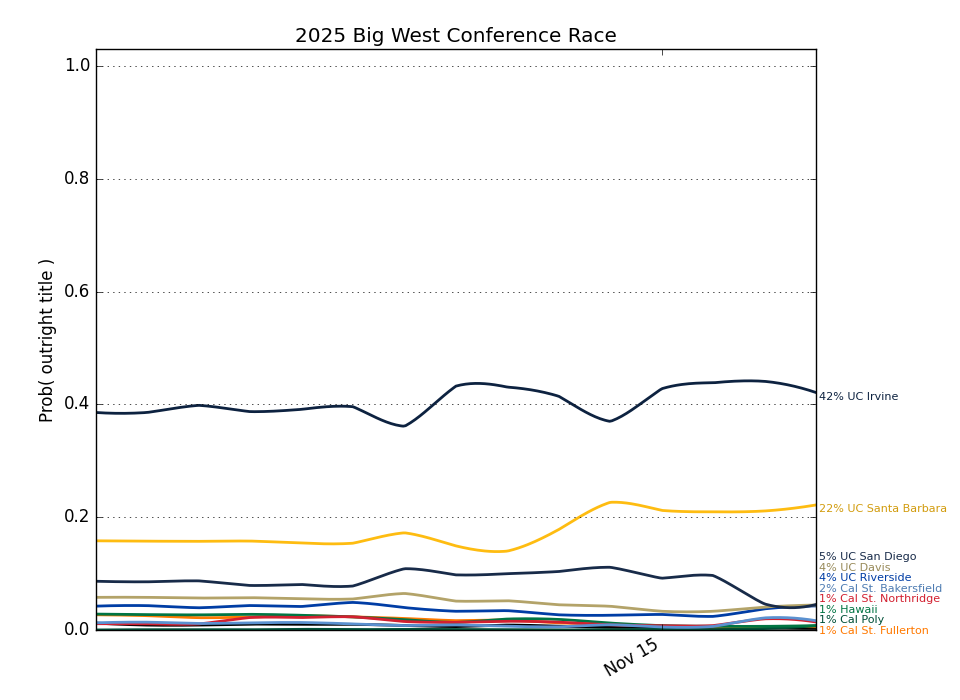 2025 Big West Conference Race
1.0
0.8
0.6
0.4
0.2
0.0
Prob( outright title )
Nov 15
42% UC Irvine
22% UC Santa Barbara
5% UC San Diego
4% UC Davis
4% UC Riverside
2% Cal St. Bakersfield
1% Cal St. Northridge
1% Hawaii
1% Cal Poly
1% Cal St. Fullerton